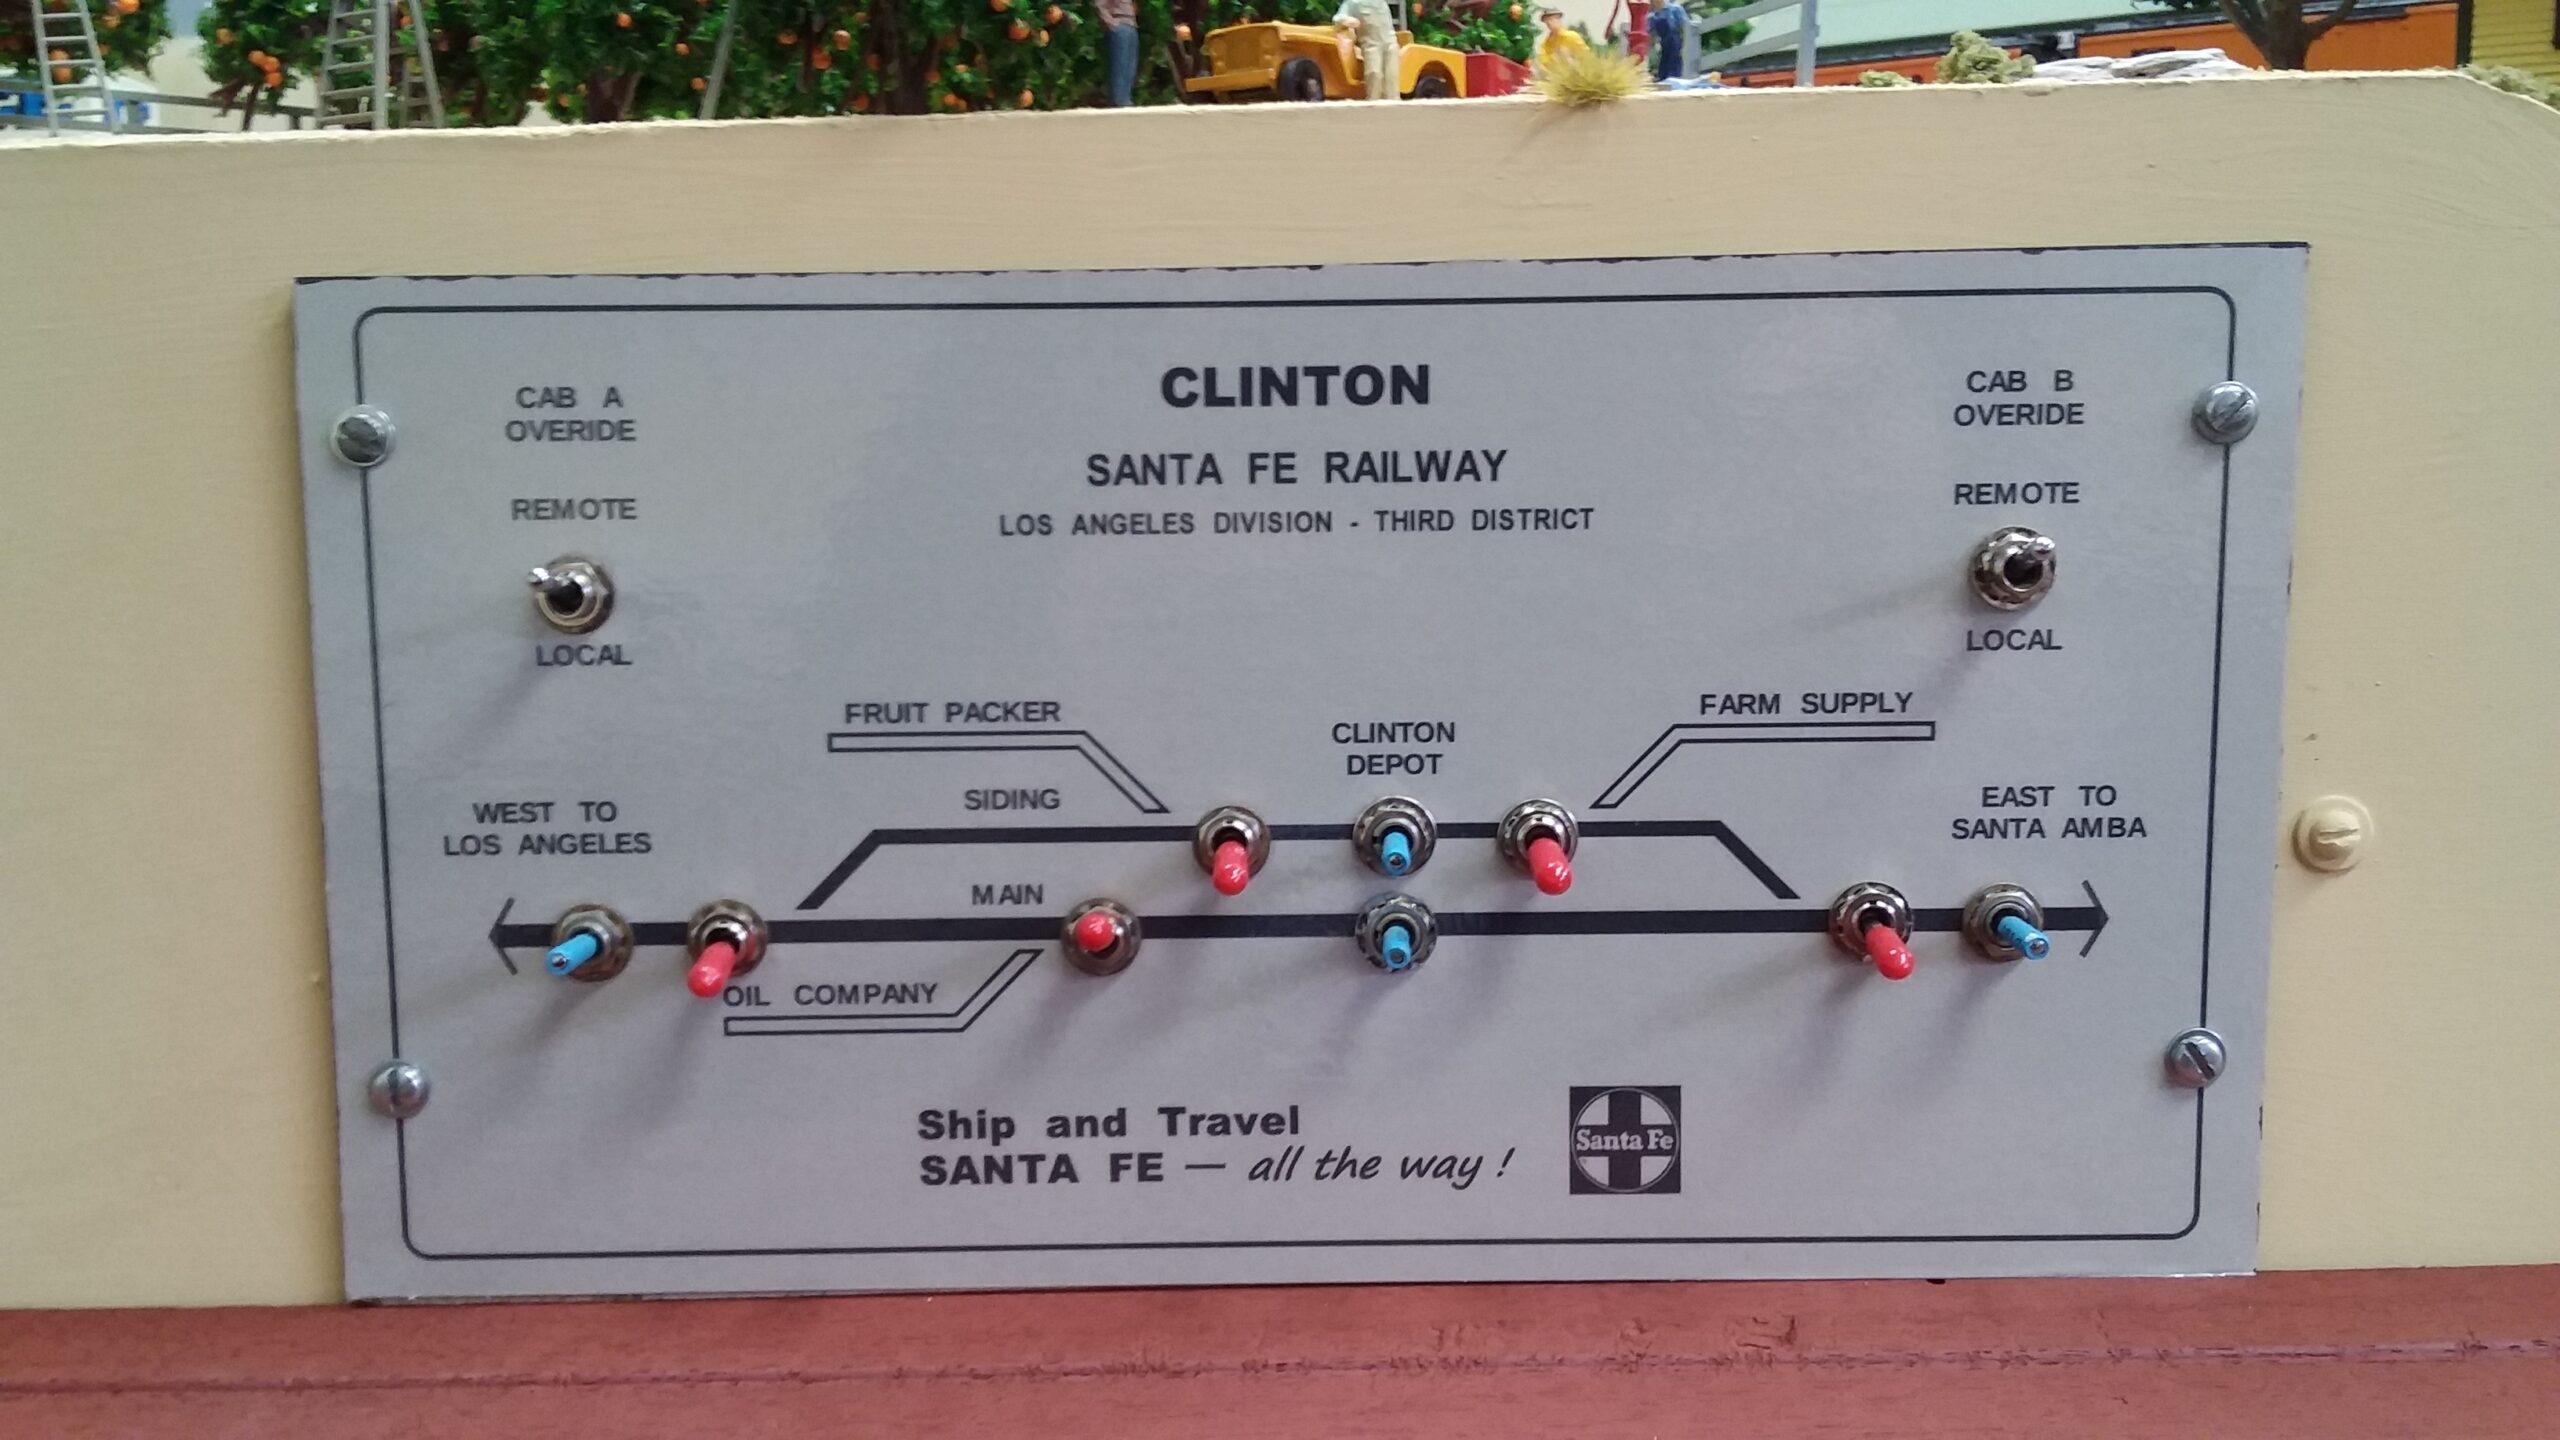 CLINTON
SANTA FE RAILWAY
LOS ANGELES DIVISION - THIRD DISTRICT
CAB A
OVERIDE
REMOTE
LOCAL
CAB B
OVERIDE
REMOTE
LOCAL
FRUIT PACKER
CLINTON
DEPOT
FARM SUPPLY
SIDING
WEST TO
LOS ANGELES
EAST TO
SANTA AMBA
MAIN
OIL COMPANY
Ship and Travel
SANTA FE — all the way !
Santa Fe